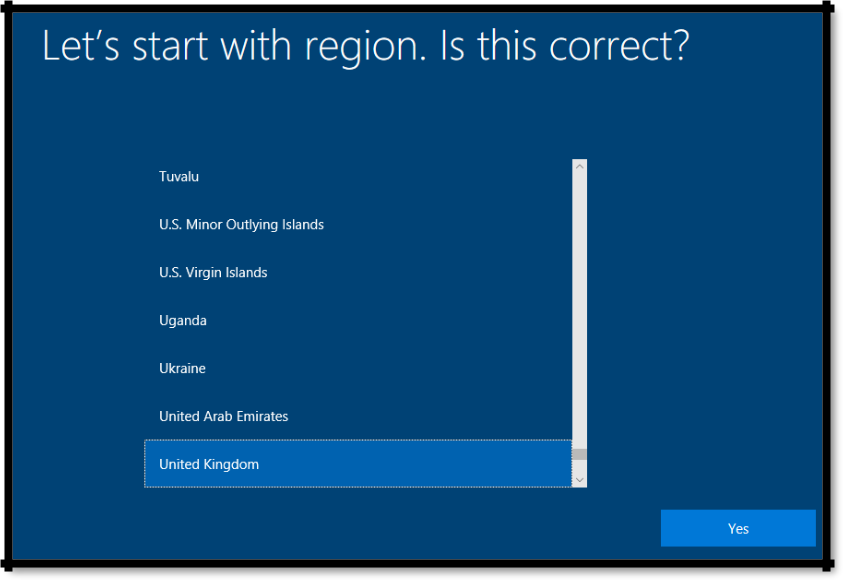 Let’s start with region. Is this correct?
Tuvalu
U.S. Minor Outlying Islands
U.S. Virgin Islands
Uganda
Ukraine
United Arab Emirates
United Kingdom
Yes